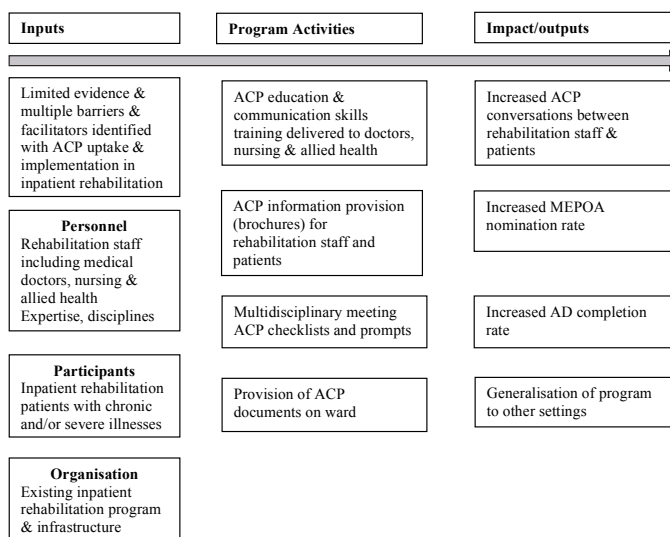 Inputs
Program Activities
Impact/outputs
Limited evidence &
multiple barriers &
facilitators identified
with ACP uptake &
implementation in
inpatient rehabilitation
Personnel
Rehabilitation staff
including medical
doctors, nursing &
allied health
Expertise, disciplines
Participants
Inpatient rehabilitation
patients with chronic
and/or severe illnesses
Organisation
Existing inpatient
rehabilitation program
& infrastructure
ACP education &
communication skills
training delivered to doctors,
nursing & allied health
ACP information provision
(brochures) for
rehabilitation staff and
patients
Multidisciplinary meeting
ACP checklists and prompts
Provision of ACP
documents on ward
Increased ACP
conversations between
rehabilitation staff &
patients
Increased MEPOA
nomination rate
Increased AD completion
rate
Generalisation of program
to other settings